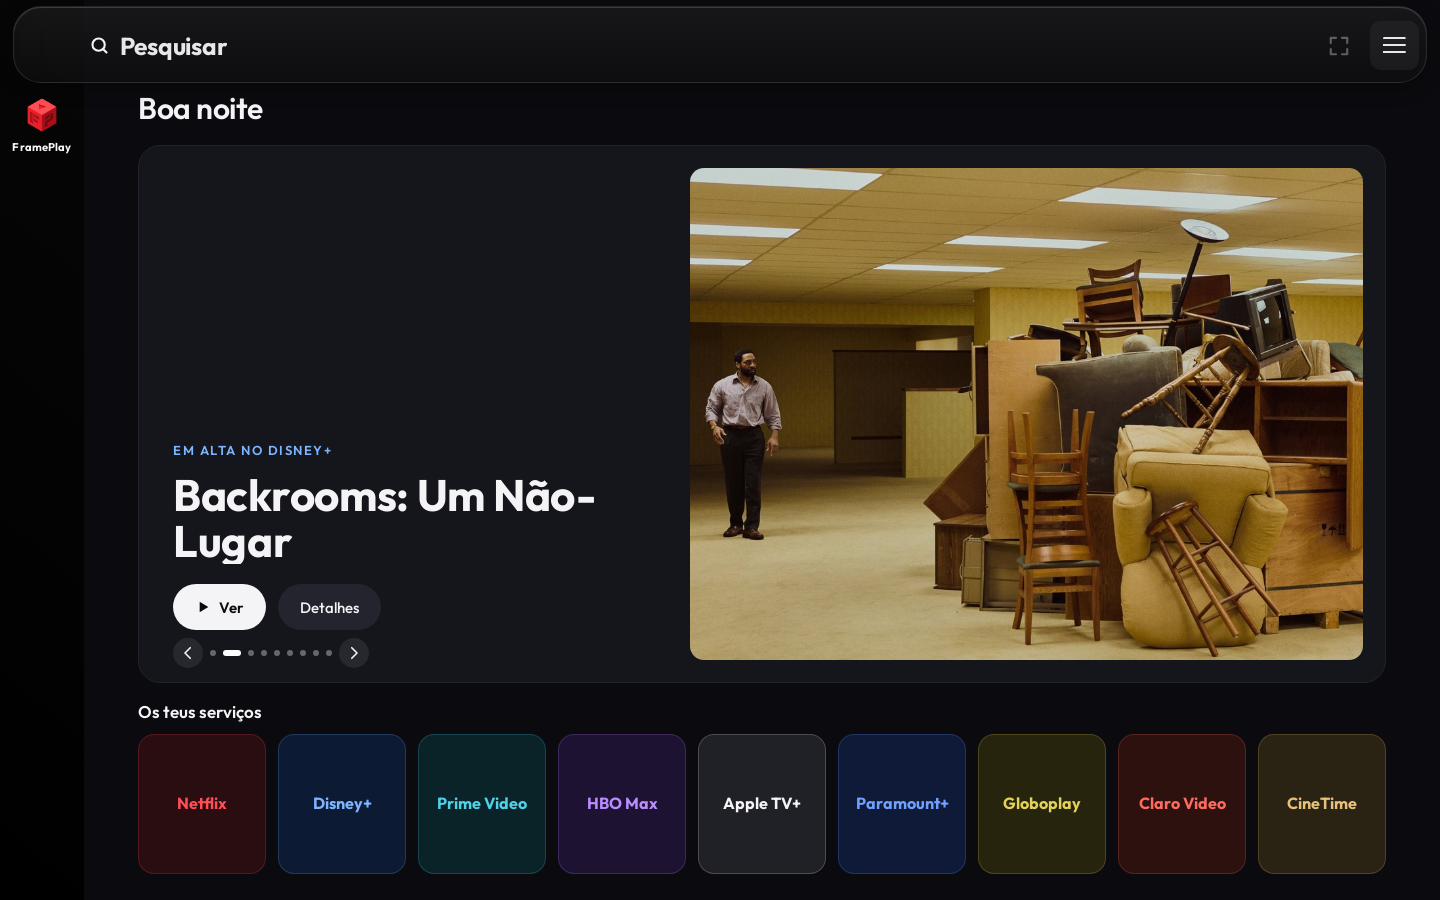 Pesquisar
FramePlay
Boa noite
EM ALTA NO DISNEY+
Backrooms: Um Não-
Lugar
Ver
Detalhes
Os teus serviços
Netflix
Disney+
Prime Video
HBO Max
Apple TV+
Paramount+
Globoplay
Claro Video
CineTime